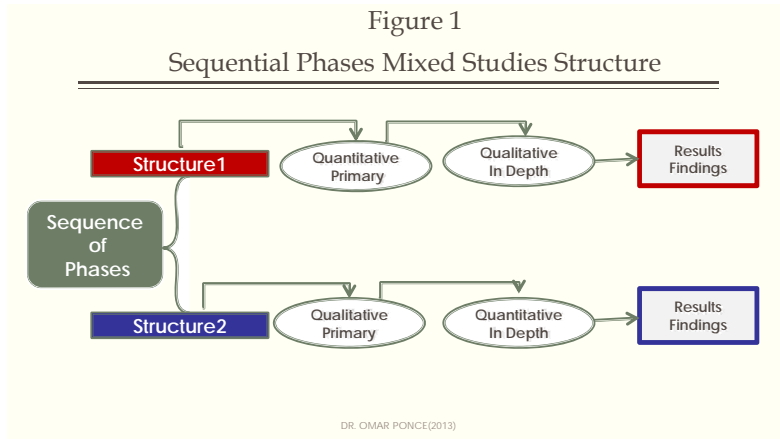 Figure 1
Sequential Phases Mixed Studies Structure
Structure1
Quantitative
Primary
Qualitative
In Depth
Results
Findings
Sequence
of
Phases
Structure2
Qualitative
Primary
Quantitative
In Depth
Results
Findings
DR. OMAR PONCE(2013)